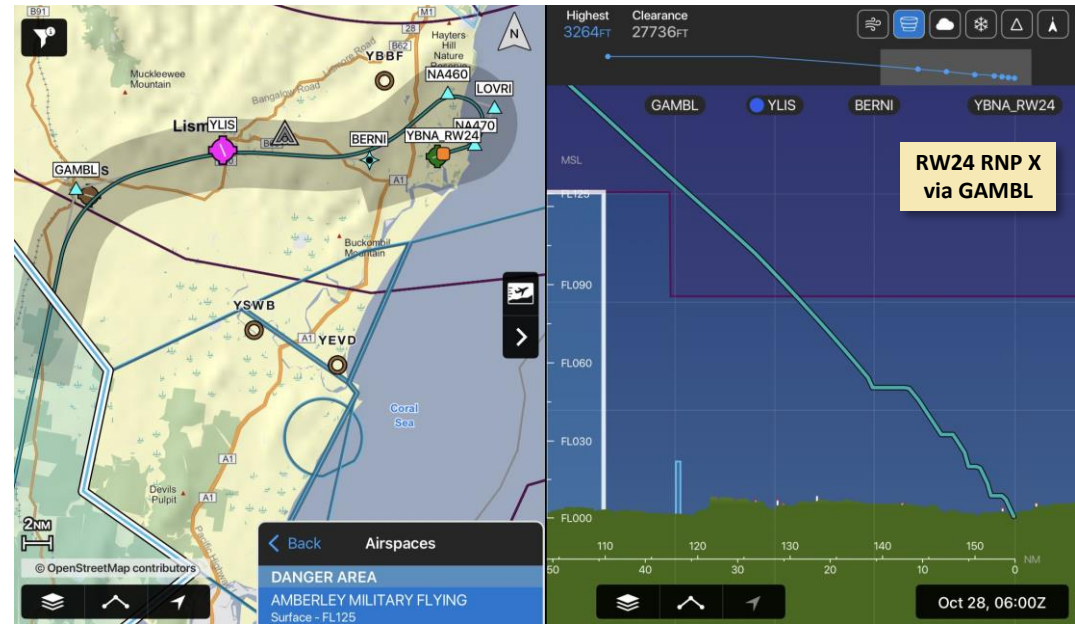 B91
M1
28
Hayters
Hill
Nature
B62
YBBF
NA460
LOVRI
Muckleewee
Mountain
Bangalow Road
YLIS
NA470
BERNI
YBNA_RW24
GAMBL
A1
Buckombil
Mountain
YSWB
A1
YEVD
Coral
Sea
A1
Devils
Pulpit
A1
2NM
© OpenStreetMap contributors
Back
Airspaces
DANGER AREA
AMBERLEY MILITARY FLYING
Surface - FL125
Highest
Clearance
3264FT
27736FT
GAMBL
YLIS
BERNI
YBNA_RW24
MSL
RW24 RNP X
via GAMBL
FL125
FL090
FL060
FL030
FL000
110
120
130
140
150
NM
50
40
30
20
10
0
Oct 28, 06:00Z